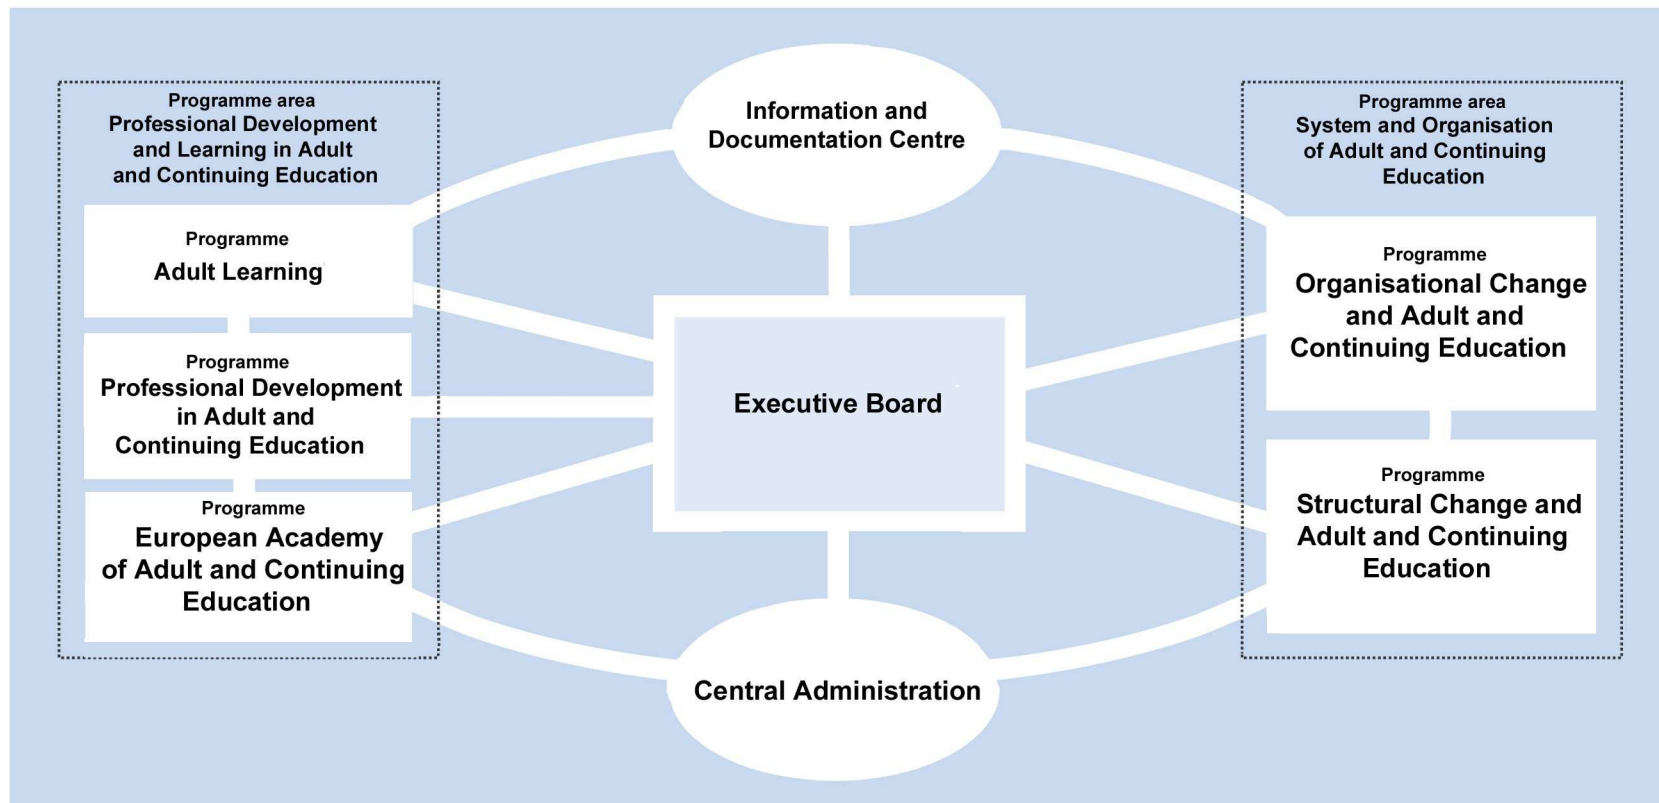 Programme area
Professional Development
and Learning in Adult
and Continuing Education
Programme
Adult Learning
Programme
Professional Development
in Adult and
Continuing Education
Programme
European Academy
of Adult and Continuing
Education
Information and
Documentation Centre
Executive Board
Central Administration
Programme area
System and Organisation
of Adult and Continuing
Education
Programme
Organisational Change
and Adult and
Continuing Education
Programme
Structural Change and
Adult and Continuing
Education